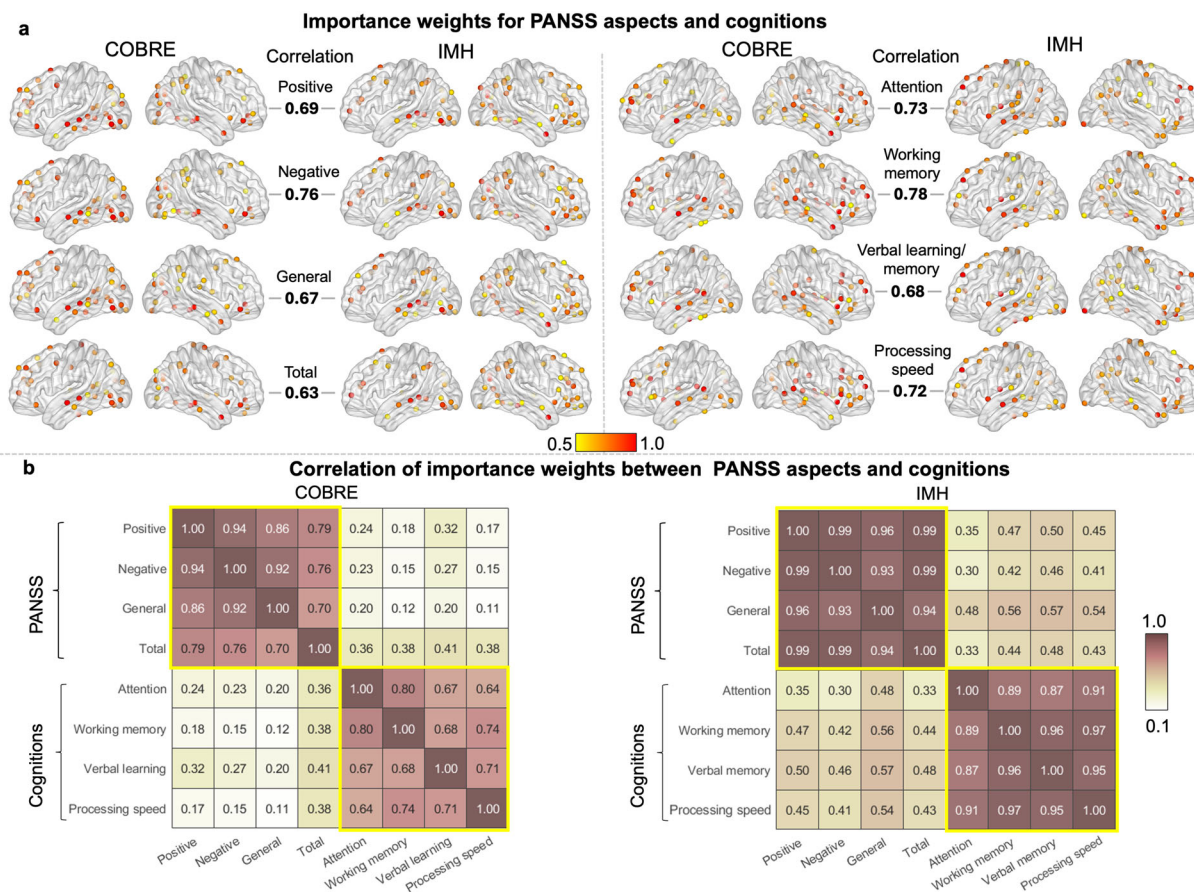 a
Importance weights for PANSS aspects and cognitions
COBRE
Correlation
IMH
COBRE
Correlation
IMH
Positive
0.69
Attention
0.73
Negative
0.76
Working
memory
0.78
General
0.67
Verbal learning/
memory
0.68
Total
0.63
Processing
speed
0.72
0.5
1.0
b
Correlation of importance weights between PANSS aspects and cognitions
COBRE
PANSS
Cognitions
Positive 1.00 0.94 0.86 0.79 0.24 0.18 0.32 0.17
Negative 0.94 1.00 0.92 0.76 0.23 0.15 0.27 0.15
General 0.86 0.92 1.00 0.70 0.20 0.12 0.20 0.11
Total 0.79 0.76 0.70 1.00 0.36 0.38 0.41 0.38
Attention 0.24 0.23 0.20 0.36 1.00 0.80 0.67 0.64
Working memory 0.18 0.15 0.12 0.38 0.80 1.00 0.68 0.74
Verbal learning 0.32 0.27 0.20 0.41 0.67 0.68 1.00 0.71
Processing speed 0.17 0.15 0.11 0.38 0.64 0.74 0.71 1.00
Positive Negative General Total Attention Working memory Verbal learning Processing speed
IMH
PANSS
Cognitions
Positive 1.00 0.99 0.96 0.99 0.35 0.47 0.50 0.45
Negative 0.99 1.00 0.93 0.99 0.30 0.42 0.46 0.41
General 0.96 0.93 1.00 0.94 0.48 0.56 0.57 0.54
Total 0.99 0.99 0.94 1.00 0.33 0.44 0.48 0.43
Attention 0.35 0.30 0.48 0.33 1.00 0.89 0.87 0.91
Working memory 0.47 0.42 0.56 0.44 0.89 1.00 0.96 0.97
Verbal memory 0.50 0.46 0.57 0.48 0.87 0.96 1.00 0.95
Processing speed 0.45 0.41 0.54 0.43 0.91 0.97 0.95 1.00
Positive Negative General Total Attention Working memory Verbal memory Processing speed
1.0
0.1